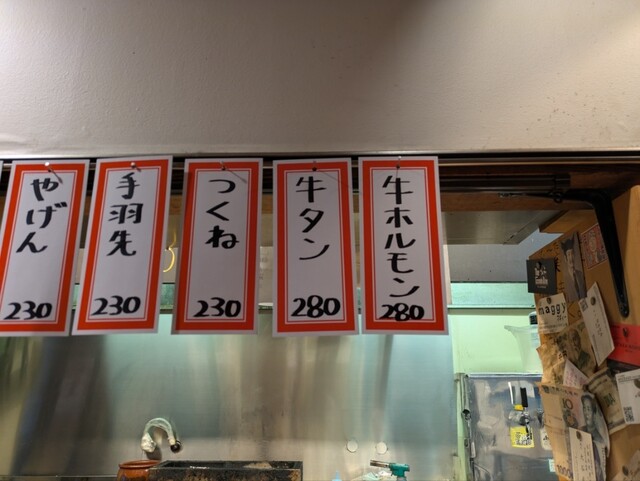 牛ホルモン
280
牛タン
280
つくね
230
手羽先
230
やげん
230
maggy